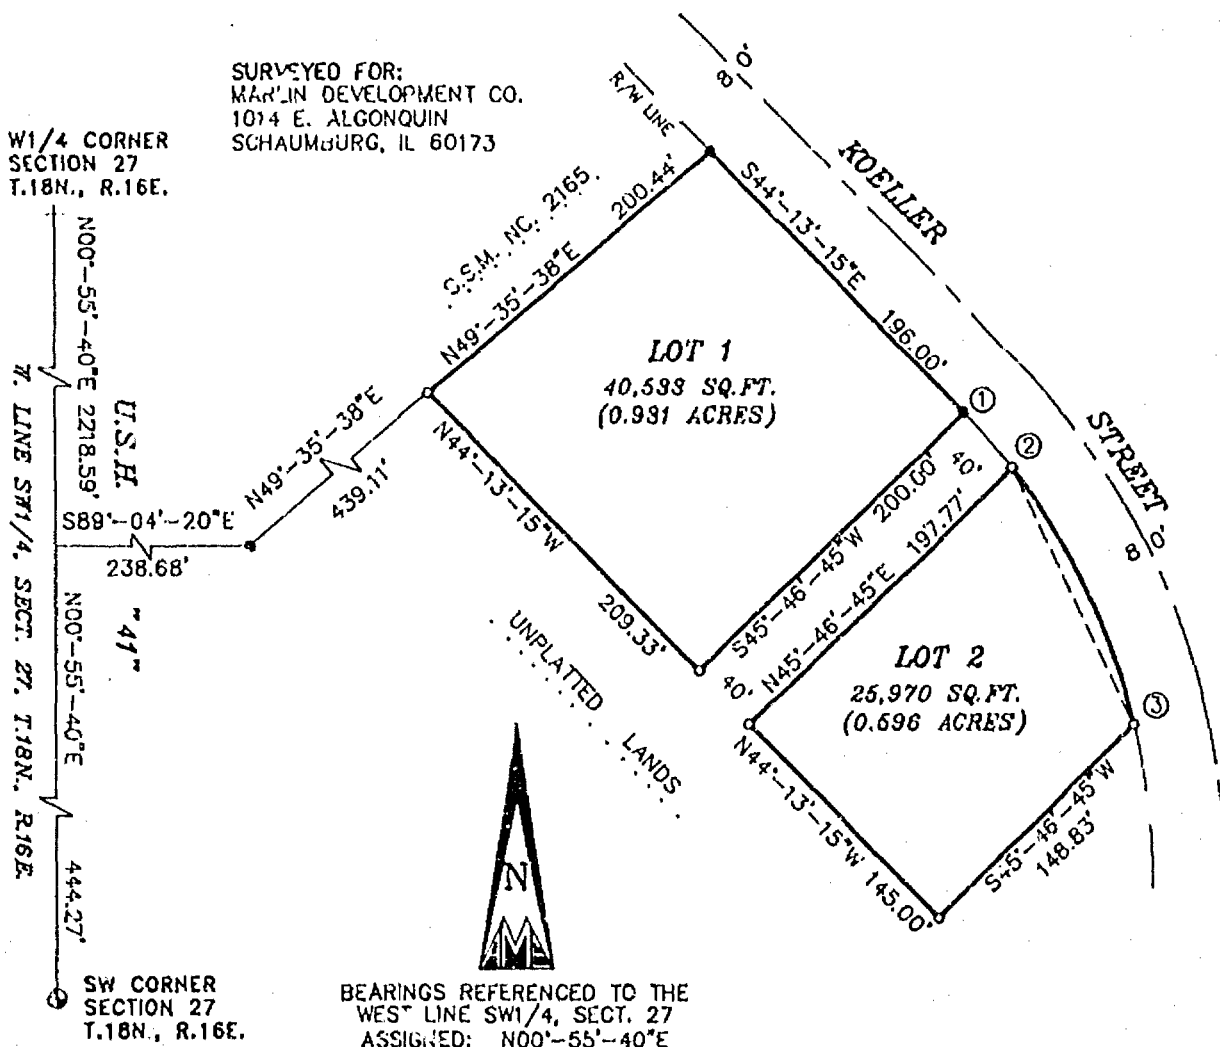 SURVEYED FOR:
MARLIN DEVELOPMENT CO.
1014 E. ALGONQUIN
SCHAUMBURG, IL 60173
W1/4 CORNER
SECTION 27
T.18N., R.16E.
R/W LINE
80'
KOELLER
STREET
80'
C.S.M. NO. 2165
N49°-35'-38"E 200.44'
S44°-13'-15"E 196.00'
LOT 1
40,533 SQ.FT.
(0.931 ACRES)
1
2
40'
N00°-55'-40"E 2218.59'
U.S.H.
"41"
W. LINE SW1/4, SECT. 27, T.18N., R.16E.
N49°-35'-38"E
439.11'
S89°-04'-20"E
238.68'
N44°-13'-15"W 209.33'
S45°-46'-45"W 200.00'
N45°-46'-45"E 197.77'
40'
UNPLATTED LANDS
LOT 2
25,970 SQ.FT.
(0.596 ACRES)
3
N44°-13'-15"W 145.00'
S45°-46'-45"W
148.83'
N00°-55'-40"E
444.27'
N
AME
SW CORNER
SECTION 27
T.18N., R.16E.
BEARINGS REFERENCED TO THE
WEST LINE SW1/4, SECT. 27
ASSIGNED: N00°-55'-40"E